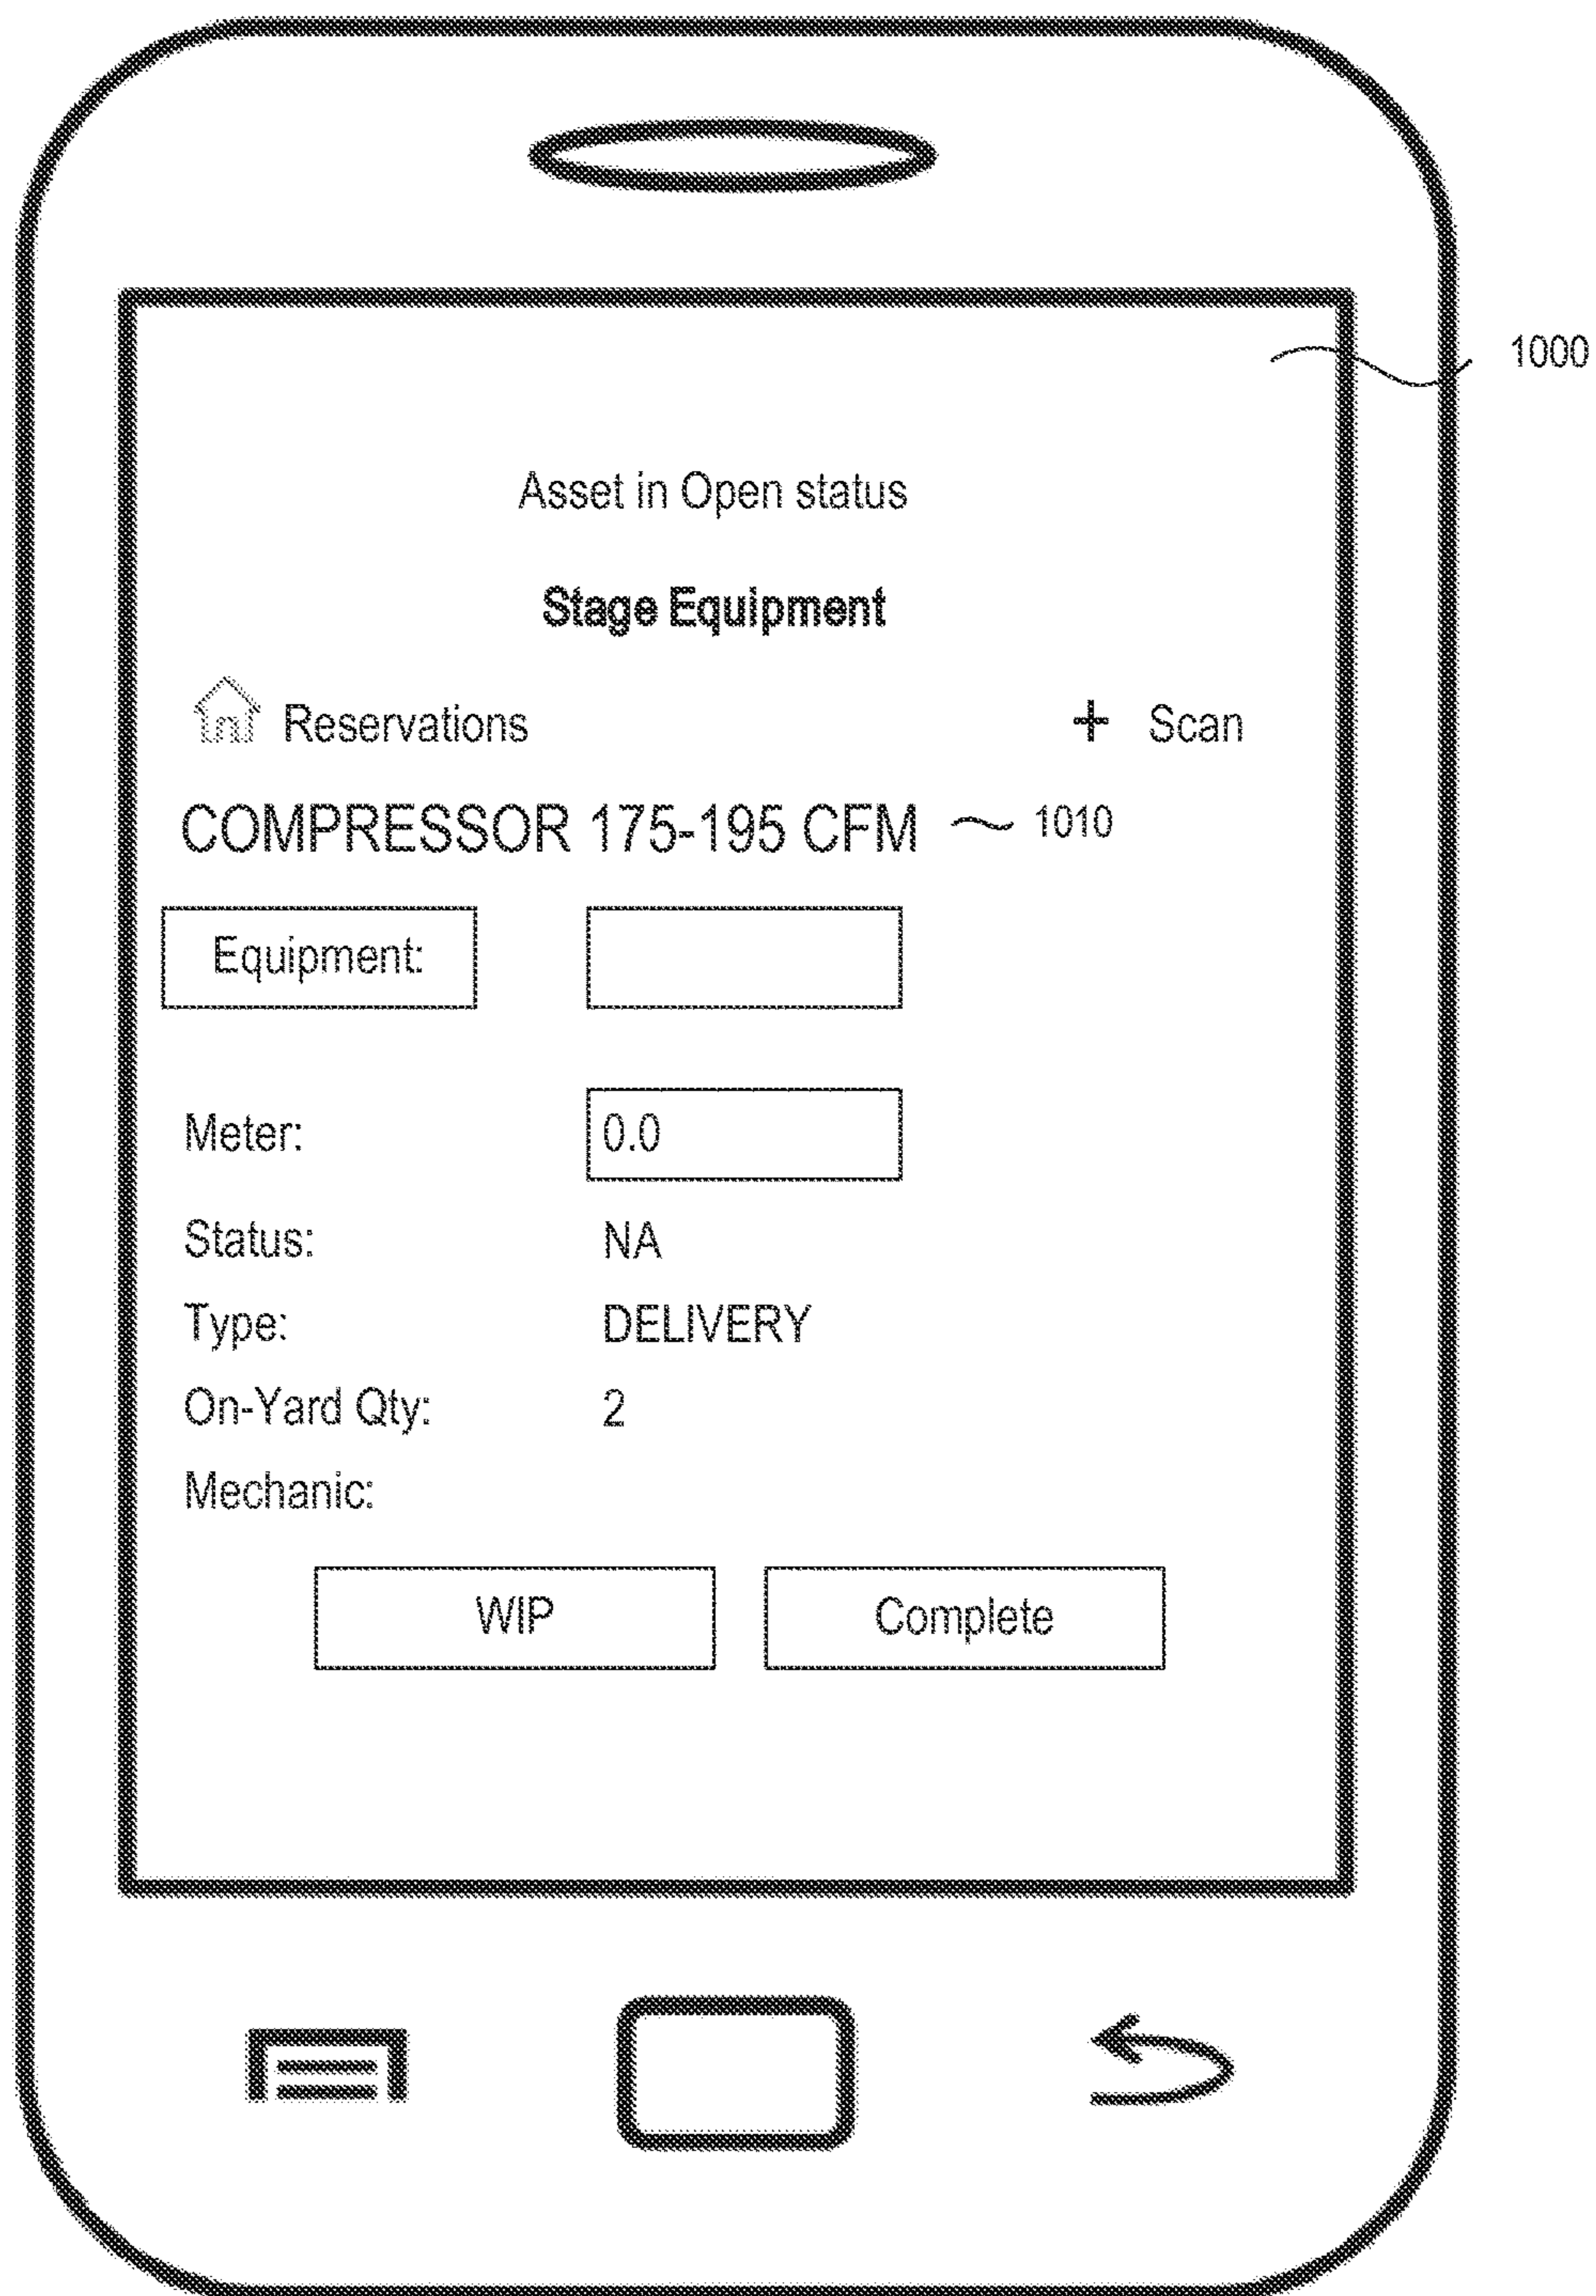 1000
Asset in Open status
Stage Equipment
Reservations + Scan
COMPRESSOR 175-195 CFM 1010
Equipment:
Meter: 0.0
Status: NA
Type: DELIVERY
On-Yard Qty: 2
Mechanic:
WIP Complete